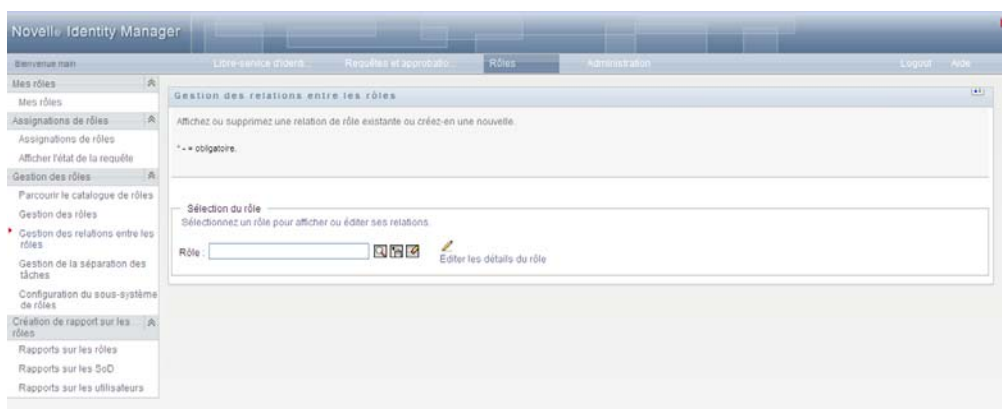 Novell® Identity Manager
Bienvenue main
Libre-service d'ident...
Requêtes et approbatio...
Rôles
Administration
Logout Aide
Mes rôles
Mes rôles
Assignations de rôles
Assignations de rôles
Afficher l'état de la requête
Gestion des rôles
Parcourir le catalogue de rôles
Gestion des rôles
Gestion des relations entre les
rôles
Gestion de la séparation des
tâches
Configuration du sous-système
de rôles
Création de rapport sur les
rôles
Rapports sur les rôles
Rapports sur les SoD
Rapports sur les utilisateurs
Gestion des relations entre les rôles
Affichez ou supprimez une relation de rôle existante ou créez-en une nouvelle.
* - = obligatoire.
Sélection du rôle
Sélectionnez un rôle pour afficher ou éditer ses relations.
Rôle :
Editer les détails du rôle